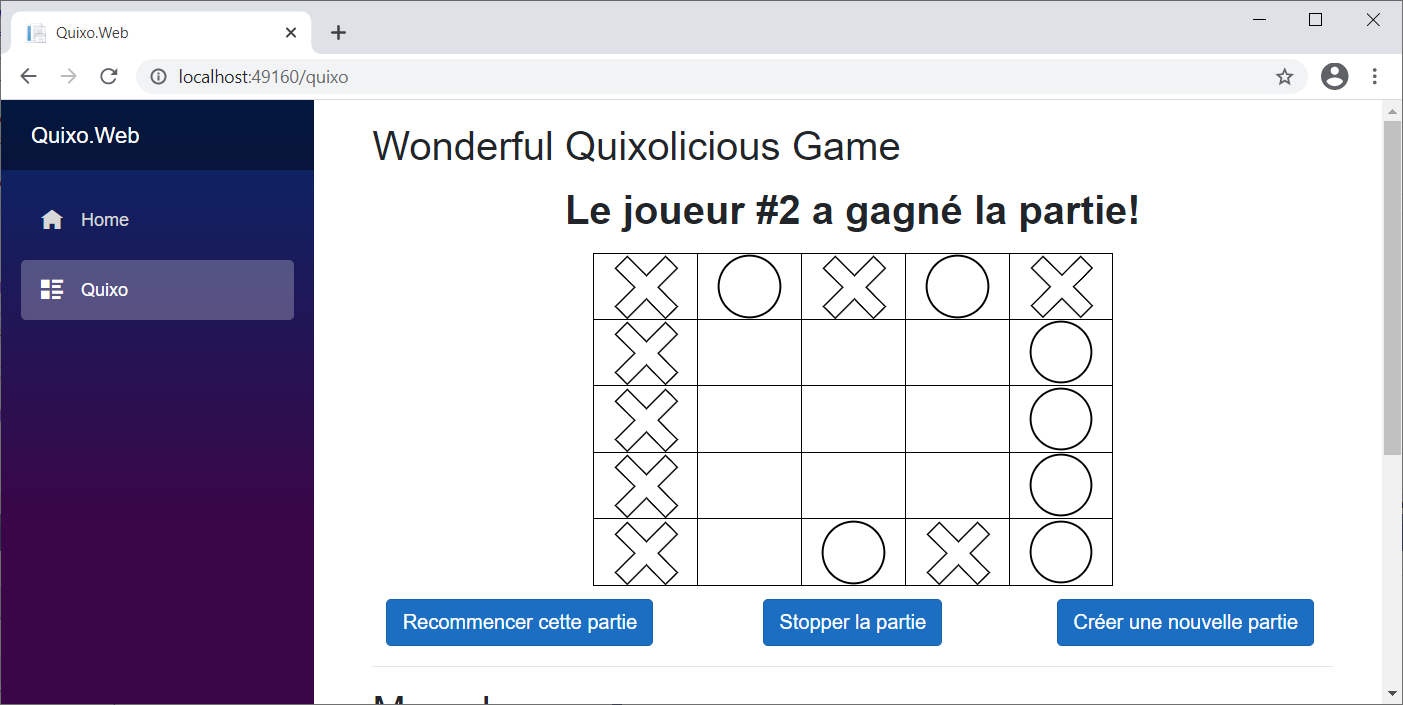 Quixo.Web
localhost:49160/quixo
Quixo.Web
Home
Quixo
Wonderful Quixolicious Game
Le joueur #2 a gagné la partie!
Recommencer cette partie
Stopper la partie
Créer une nouvelle partie